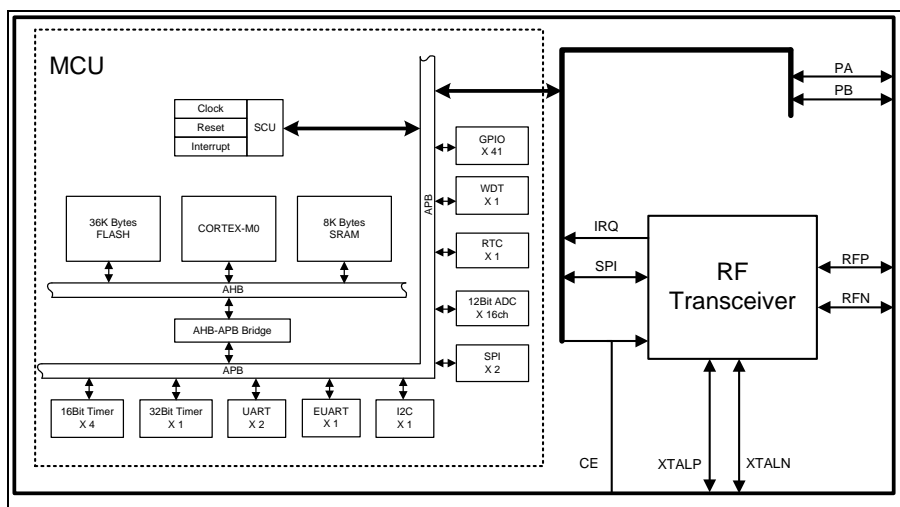 MCU
Clock
Reset
Interrupt
SCU
PA
PB
GPIO
X 41
WDT
X 1
APB
36K Bytes
FLASH
CORTEX-M0
8K Bytes
SRAM
RTC
X 1
IRQ
SPI
RF
Transceiver
RFP
RFN
AHB
12Bit ADC
X 16ch
AHB-APB Bridge
SPI
X 2
APB
16Bit Timer
X 4
32Bit Timer
X 1
UART
X 2
EUART
X 1
I2C
X 1
CE
XTALP
XTALN